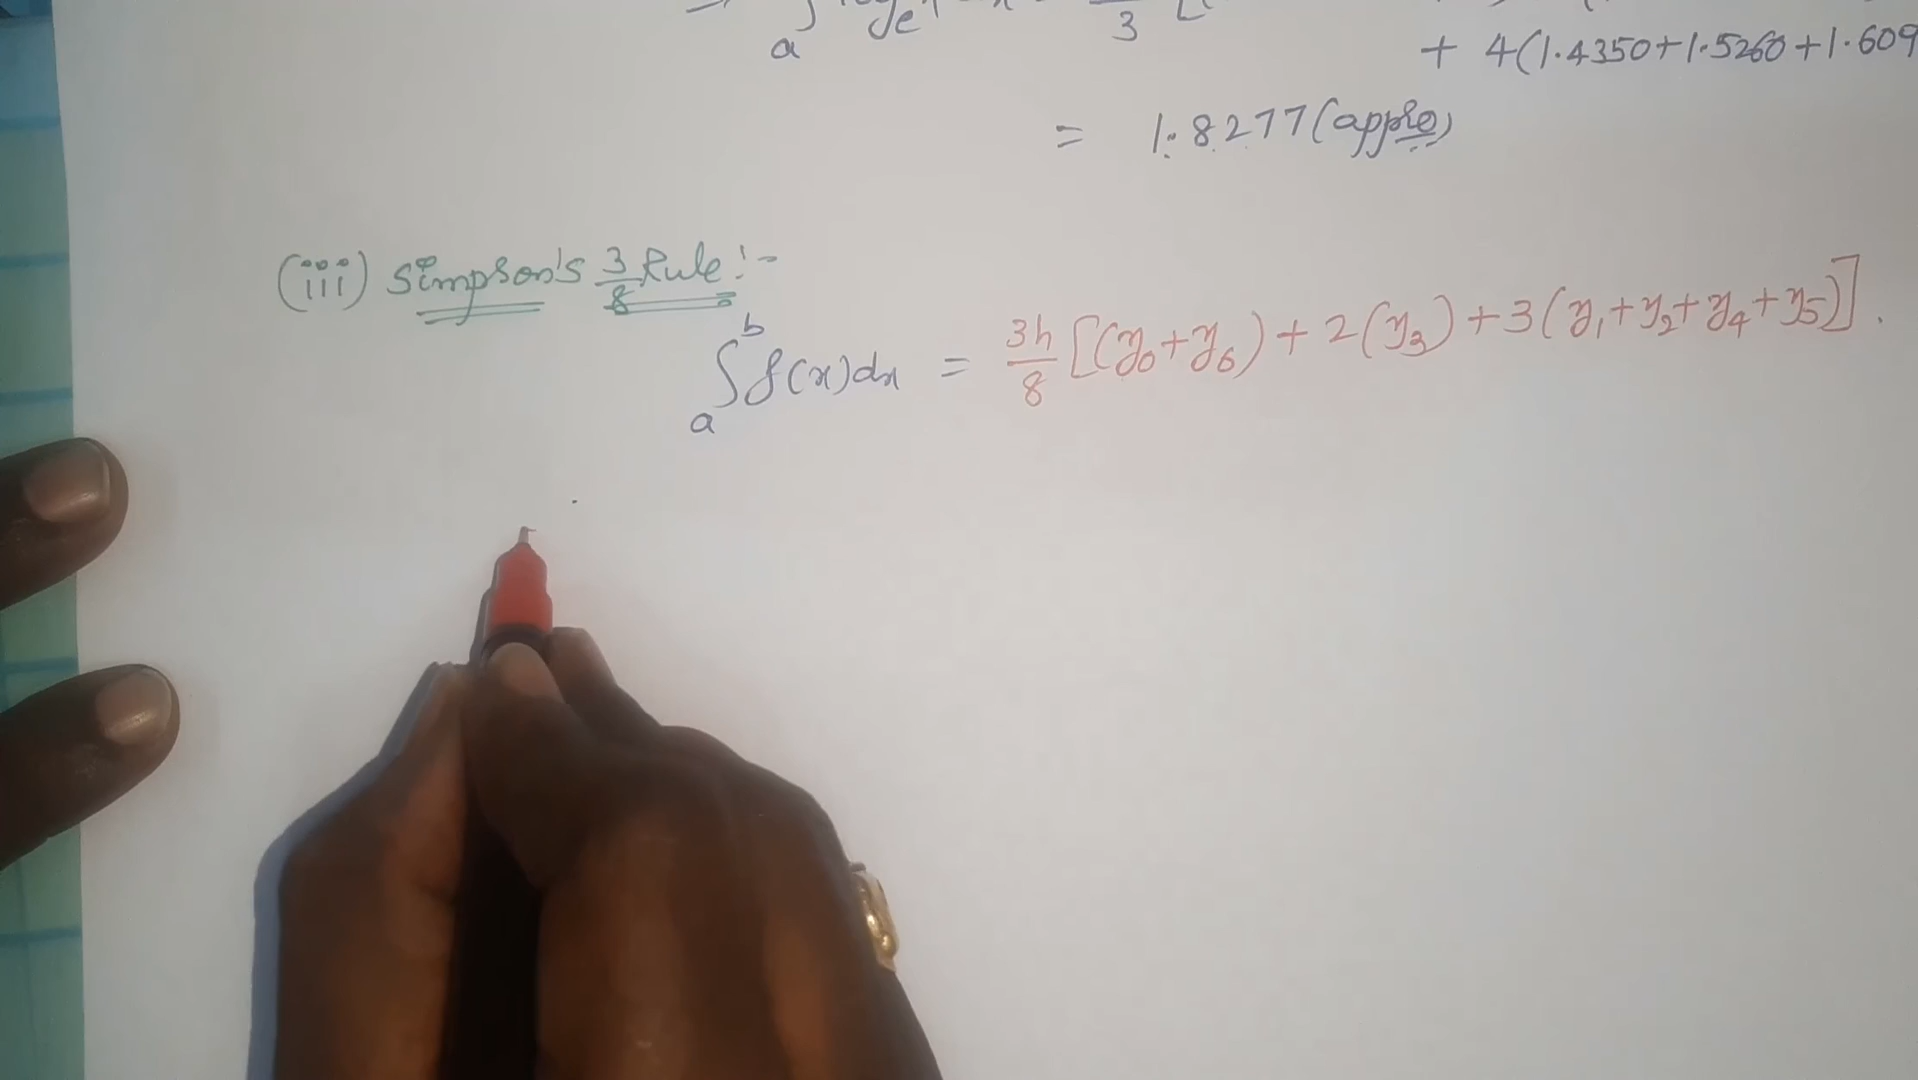 a 3
+ 4(1.4350+1.5260+1.609
= 1.8277(appro)
(iii) Simpson's 3/8 Rule:-
∫_a^b f(x)dx = 3h/8 [(y₀+y₆)+2(y₃)+3(y₁+y₂+y₄+y₅)].